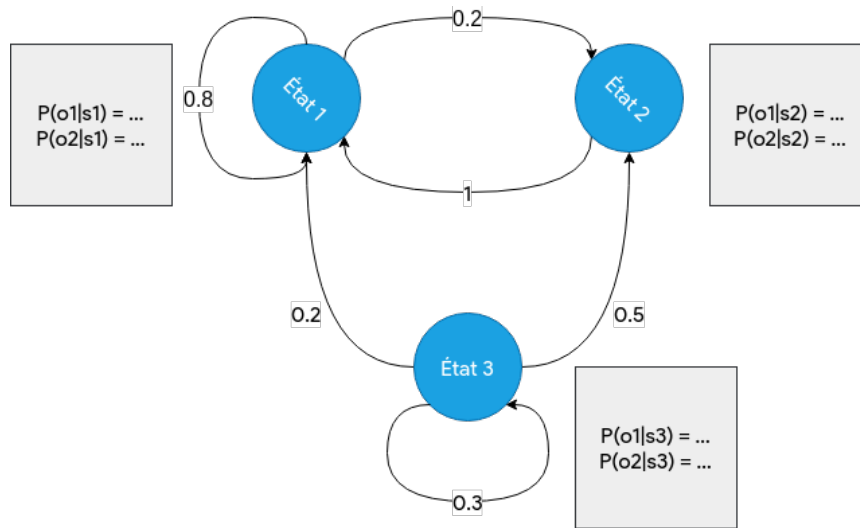 0.2
État 1
État 2
0.8
P(o1|s1) = ...
P(o2|s1) = ...
P(o1|s2) = ...
P(o2|s2) = ...
1
0.2
0.5
État 3
P(o1|s3) = ...
P(o2|s3) = ...
0.3